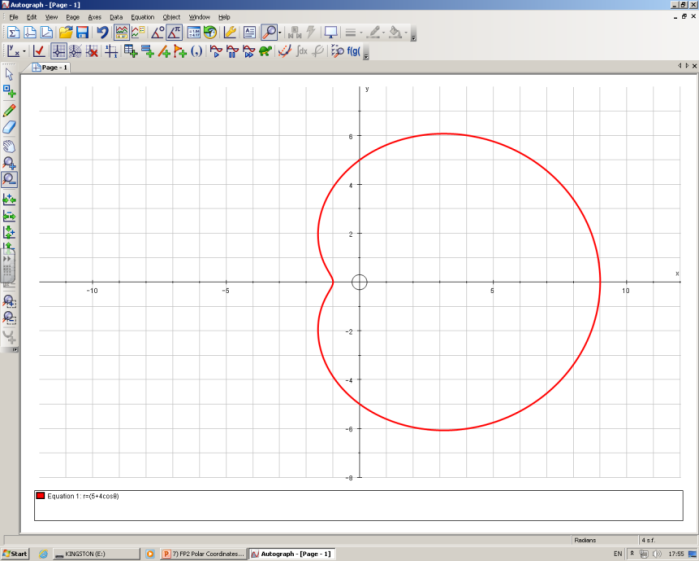 Autograph - [Page - 1]
File Edit View Page Axes Data Equation Object Window Help
f(g(
Page - 1
y
6
4
2
x
-10 -5 5 10
-2
-4
-6
-8
Equation 1: r=(5+4cosθ)
Radians 4 s.f.
Start KINGSTON (E:) 7) FP2 Polar Coordinates... Autograph - [Page - 1] EN 17:55